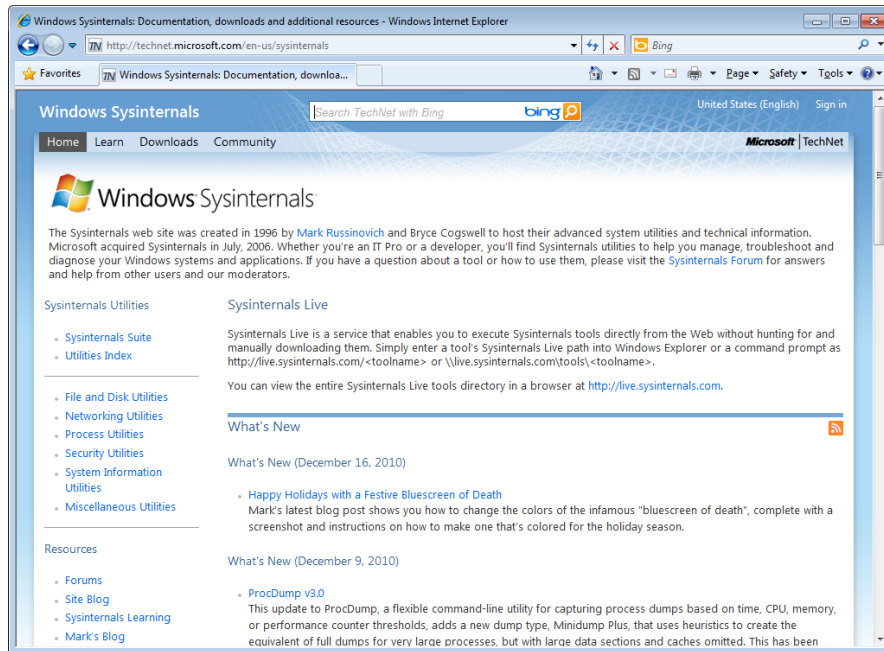 Windows Sysinternals: Documentation, downloads and additional resources - Windows Internet Explorer
http://technet.microsoft.com/en-us/sysinternals
Bing
Favorites
Windows Sysinternals: Documentation, downloa...
Page
Safety
Tools
Windows Sysinternals
Search TechNet with Bing
bing
United States (English)
Sign in
Home
Learn
Downloads
Community
Microsoft | TechNet
Windows Sysinternals
The Sysinternals web site was created in 1996 by Mark Russinovich and Bryce Cogswell to host their advanced system utilities and technical information.
Microsoft acquired Sysinternals in July, 2006. Whether you're an IT Pro or a developer, you'll find Sysinternals utilities to help you manage, troubleshoot and
diagnose your Windows systems and applications. If you have a question about a tool or how to use them, please visit the Sysinternals Forum for answers
and help from other users and our moderators.
Sysinternals Utilities
Sysinternals Suite
Utilities Index
File and Disk Utilities
Networking Utilities
Process Utilities
Security Utilities
System Information
Utilities
Miscellaneous Utilities
Resources
Forums
Site Blog
Sysinternals Learning
Mark's Blog
Sysinternals Live
Sysinternals Live is a service that enables you to execute Sysinternals tools directly from the Web without hunting for and
manually downloading them. Simply enter a tool's Sysinternals Live path into Windows Explorer or a command prompt as
http://live.sysinternals.com/<toolname> or \\live.sysinternals.com\tools\<toolname>.
You can view the entire Sysinternals Live tools directory in a browser at http://live.sysinternals.com.
What's New
What's New (December 16, 2010)
Happy Holidays with a Festive Bluescreen of Death
Mark's latest blog post shows you how to change the colors of the infamous "bluescreen of death", complete with a
screenshot and instructions on how to make one that's colored for the holiday season.
What's New (December 9, 2010)
ProcDump v3.0
This update to ProcDump, a flexible command-line utility for capturing process dumps based on time, CPU, memory,
or performance counter thresholds, adds a new dump type, Minidump Plus, that uses heuristics to create the
equivalent of full dumps for very large processes, but with large data sections and caches omitted. This has been